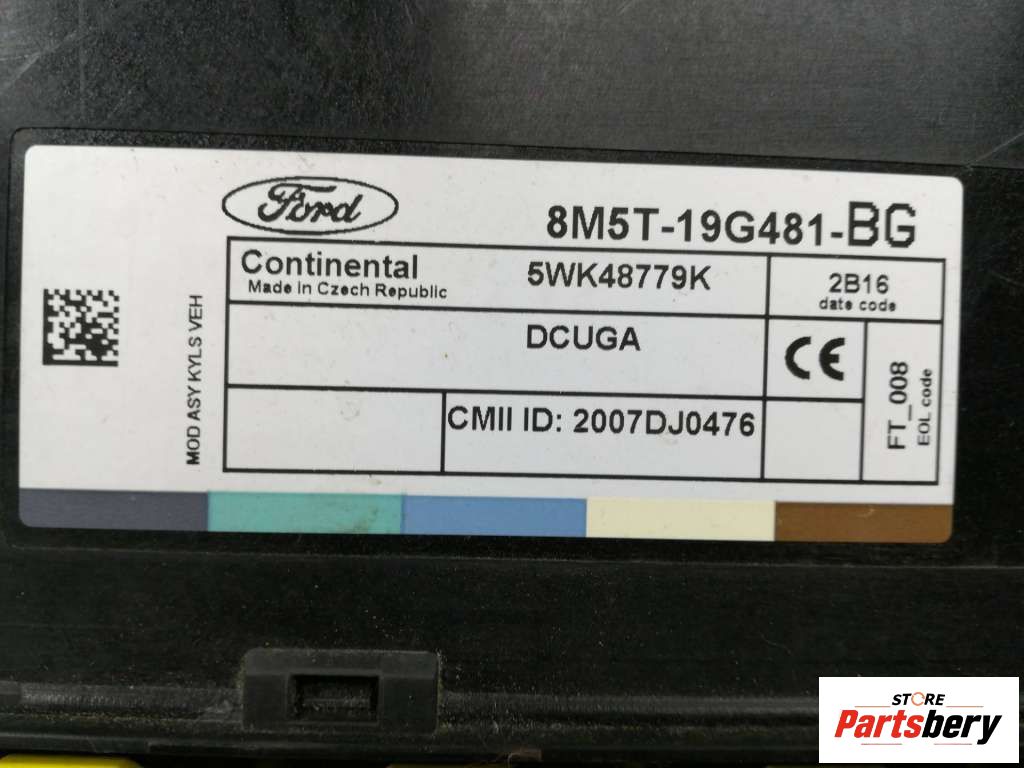 Ford
8M5T-19G481-BG
Continental
Made in Czech Republic
5WK48779K
2B16
date code
DCUGA
CE
FT_008
EOL code
CMII ID: 2007DJ0476
MOD ASY KYLS VEH
STORE
Partsbery